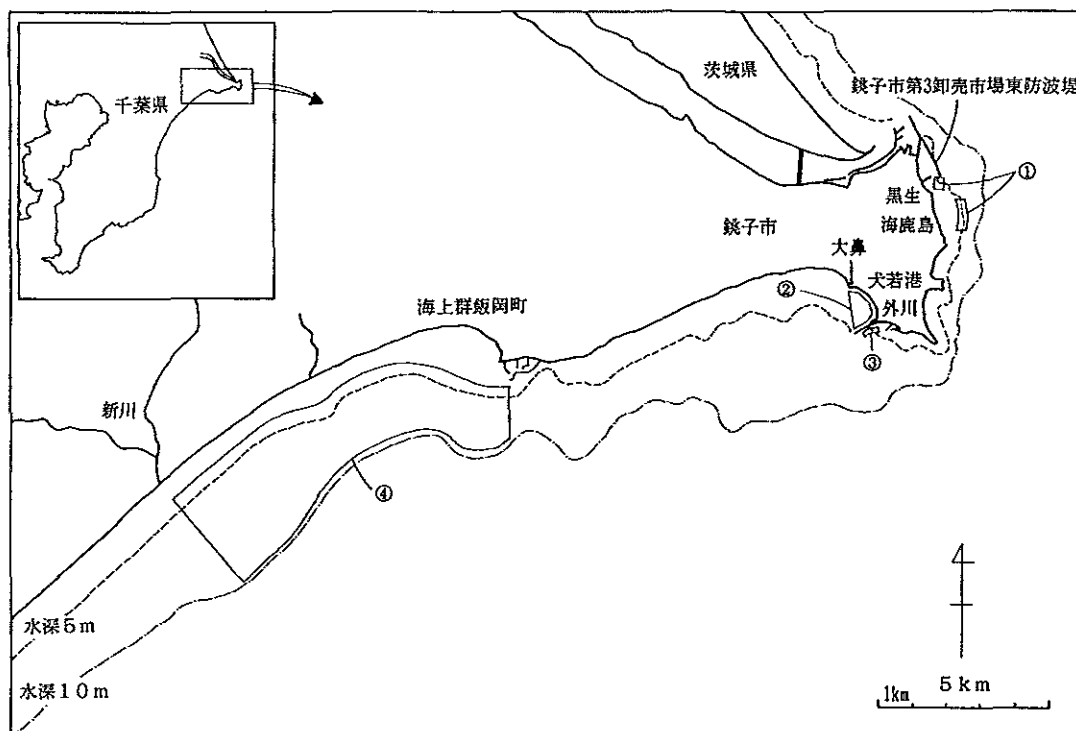 千葉県
茨城県
銚子市第3卸売市場東防波堤
①
黒生
海鹿島
銚子市
大鼻
犬若港
②
外川
③
海上群飯岡町
新川
④
水深5m
水深10m
1km
5km